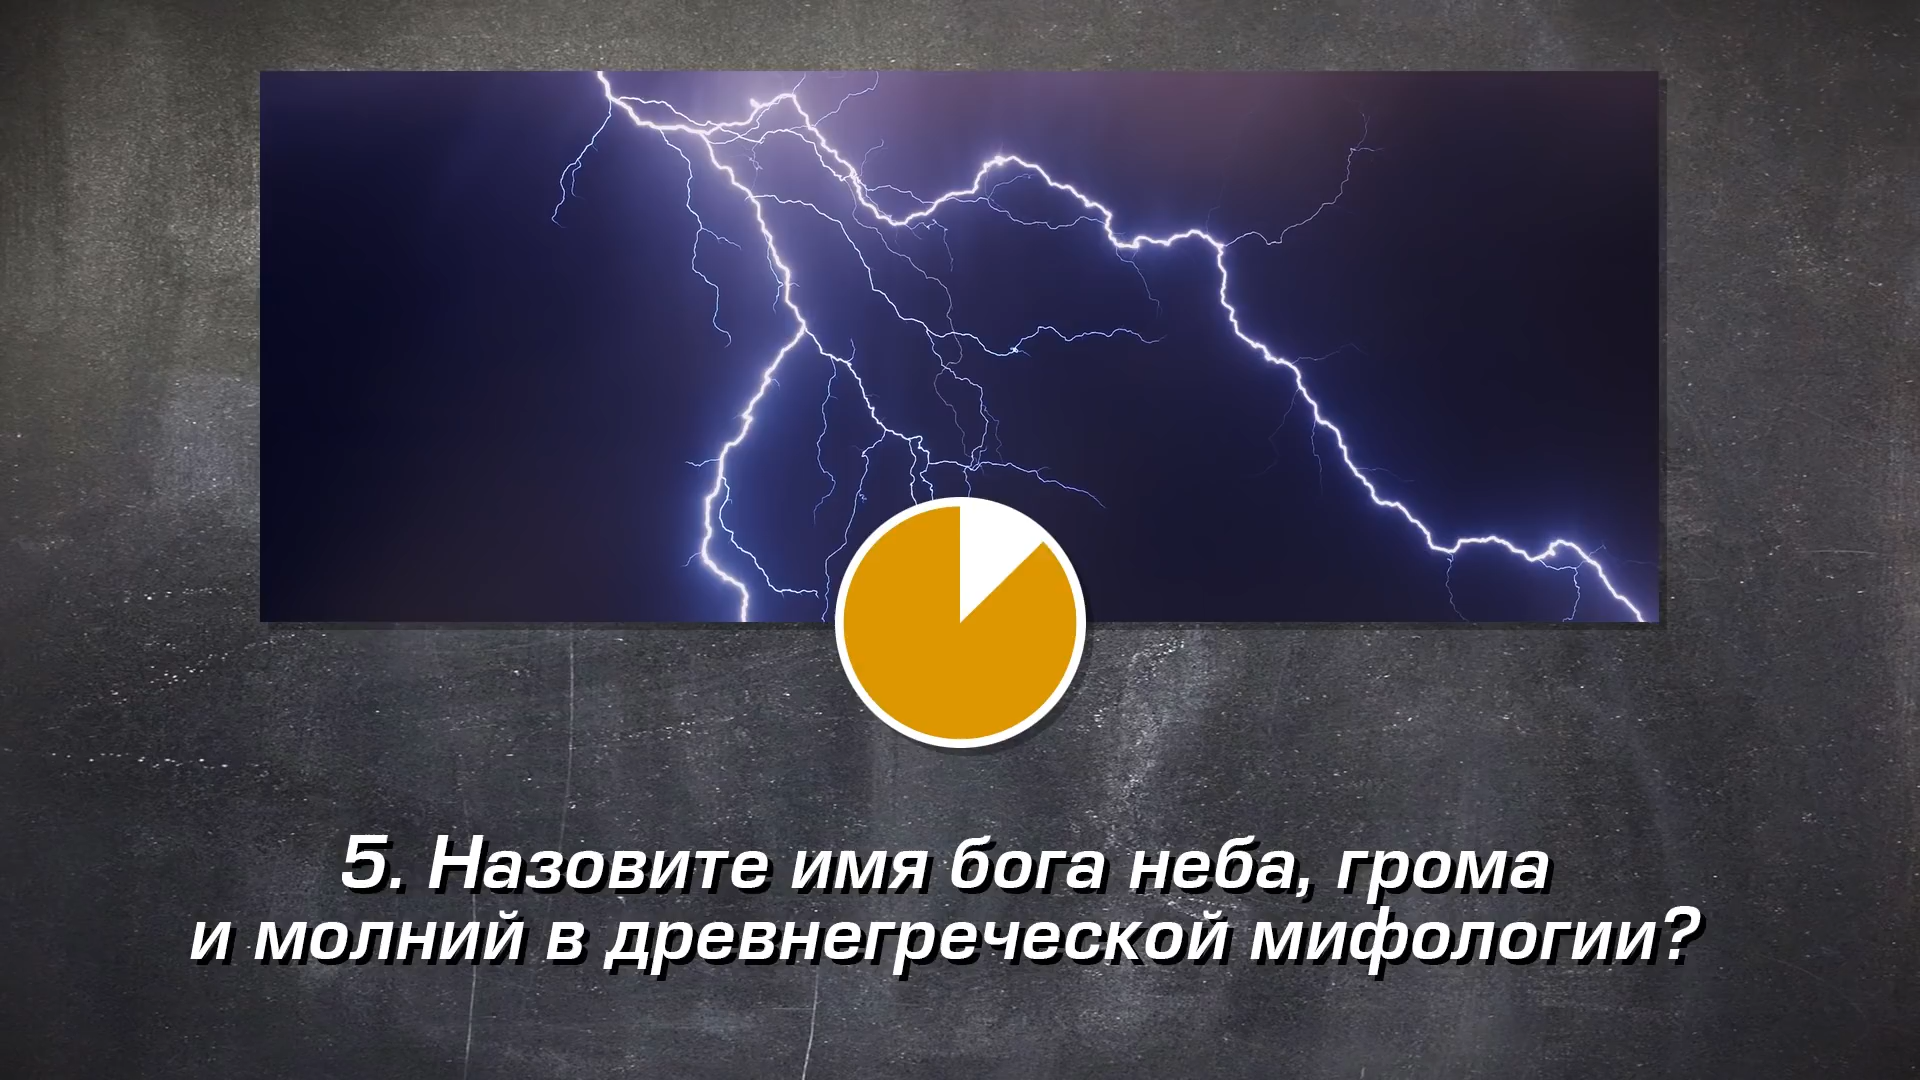 5. Назовите имя бога неба, грома
и молний в древнегреческой мифологии?